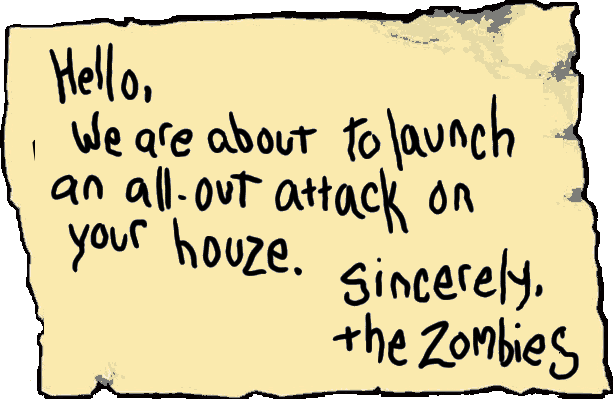 Hello,
We are about to launch
an all-out attack on
your houze.
Sincerely,
the Zombies